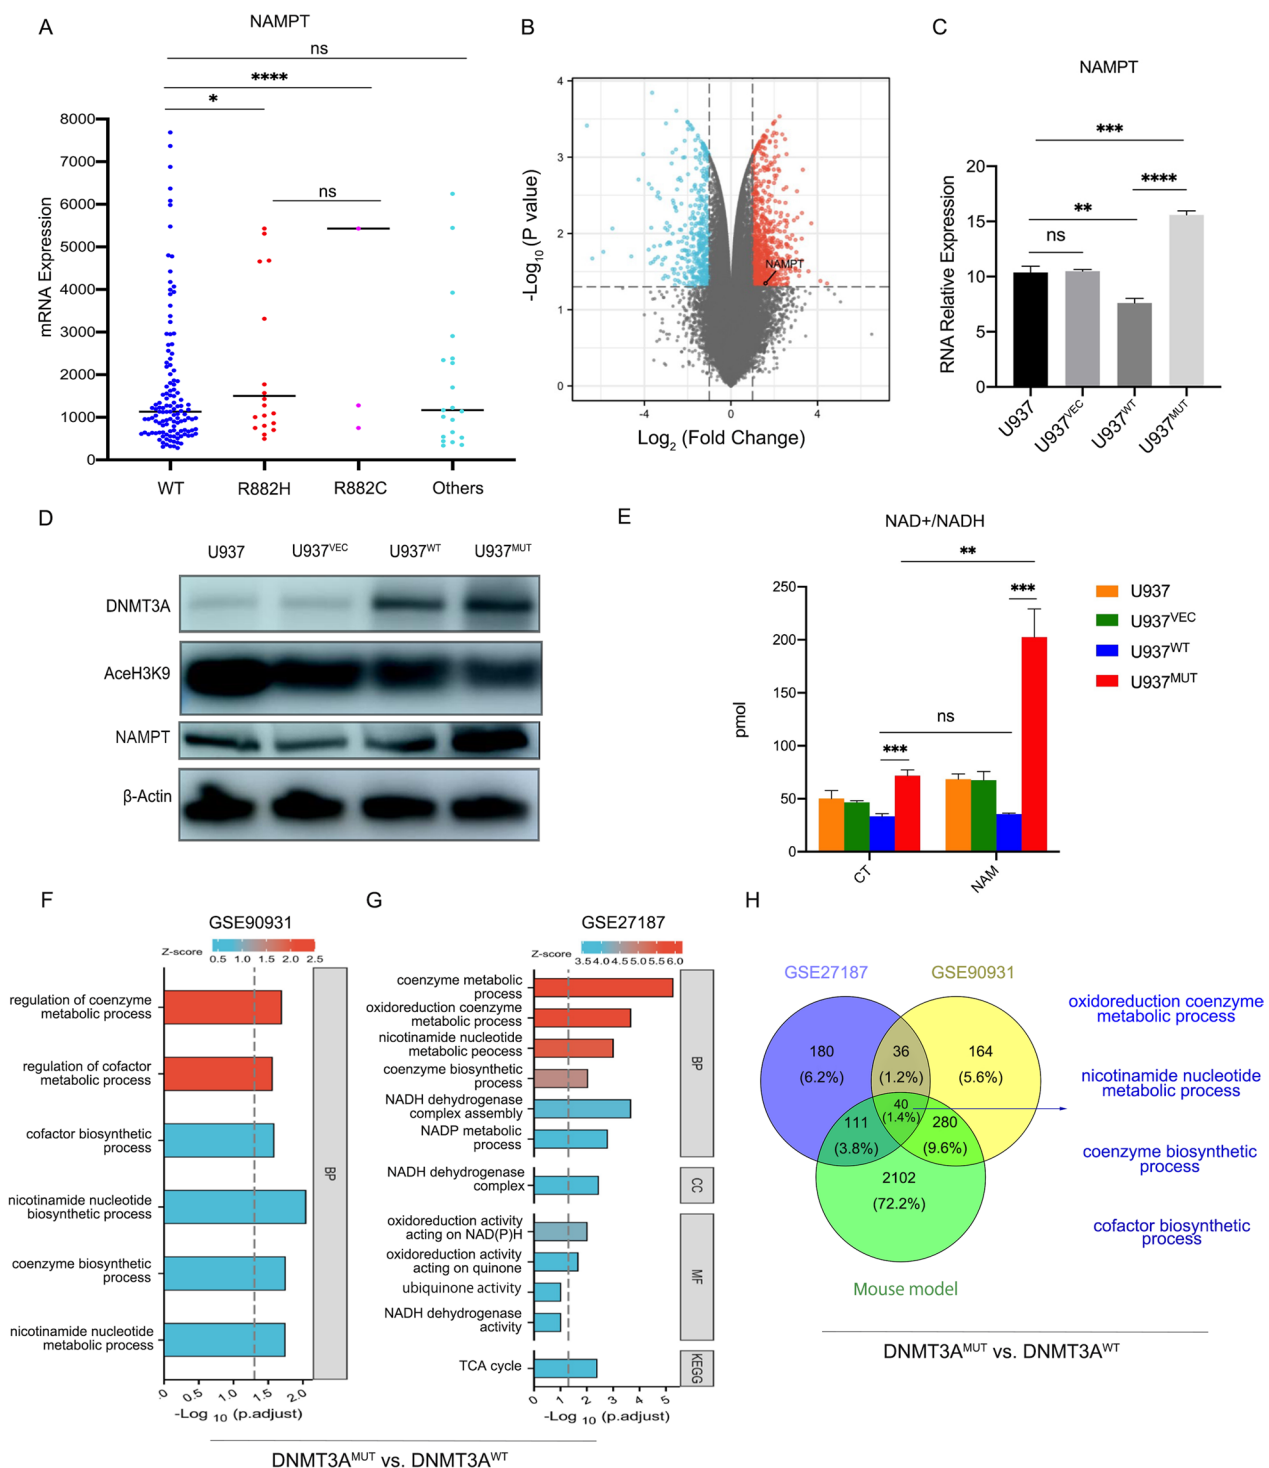 A
NAMPT
ns
****
*
ns
8000
7000
6000
5000
4000
3000
2000
1000
0
mRNA Expression
WT
R882H
R882C
Others
B
4
3
2
1
0
-Log10 (P value)
NAMPT
-4
0
4
Log2 (Fold Change)
C
NAMPT
***
****
**
ns
20
15
10
5
0
RNA Relative Expression
U937
U937VEC
U937WT
U937MUT
D
U937
U937VEC
U937WT
U937MUT
DNMT3A
AceH3K9
NAMPT
β-Actin
E
NAD+/NADH
**
***
ns
***
250
200
150
100
50
0
pmol
CT
NAM
U937
U937VEC
U937WT
U937MUT
F
GSE90931
Z-score
0.5 1.0 1.5 2.0 2.5
regulation of coenzyme
metabolic process
regulation of cofactor
metabolic process
cofactor biosynthetic
process
nicotinamide nucleotide
biosynthetic process
coenzyme biosynthetic
process
nicotinamide nucleotide
metabolic process
BP
0 0.5 1.0 1.5 2.0
-Log 10 (p.adjust)
G
GSE27187
Z-score
3.5 4.0 4.5 5.0 5.5 6.0
coenzyme metabolic
process
oxidoreduction coenzyme
metabolic process
nicotinamide nucleotide
metabolic peocess
coenzyme biosynthetic
process
NADH dehydrogenase
complex assembly
NADP metabolic
process
NADH dehydrogenase
complex
oxidoreduction activity
acting on NAD(P)H
oxidoreduction activity
acting on quinone
ubiquinone activity
NADH dehydrogenase
activity
TCA cycle
BP
CC
MF
KEGG
0 1 2 3 4 5
-Log 10 (p.adjust)
DNMT3AMUT vs. DNMT3AWT
H
GSE27187
GSE90931
180
(6.2%)
36
(1.2%)
164
(5.6%)
40
(1.4%)
111
(3.8%)
280
(9.6%)
2102
(72.2%)
Mouse model
oxidoreduction coenzyme
metabolic process
nicotinamide nucleotide
metabolic process
coenzyme biosynthetic
process
cofactor biosynthetic
process
DNMT3AMUT vs. DNMT3AWT